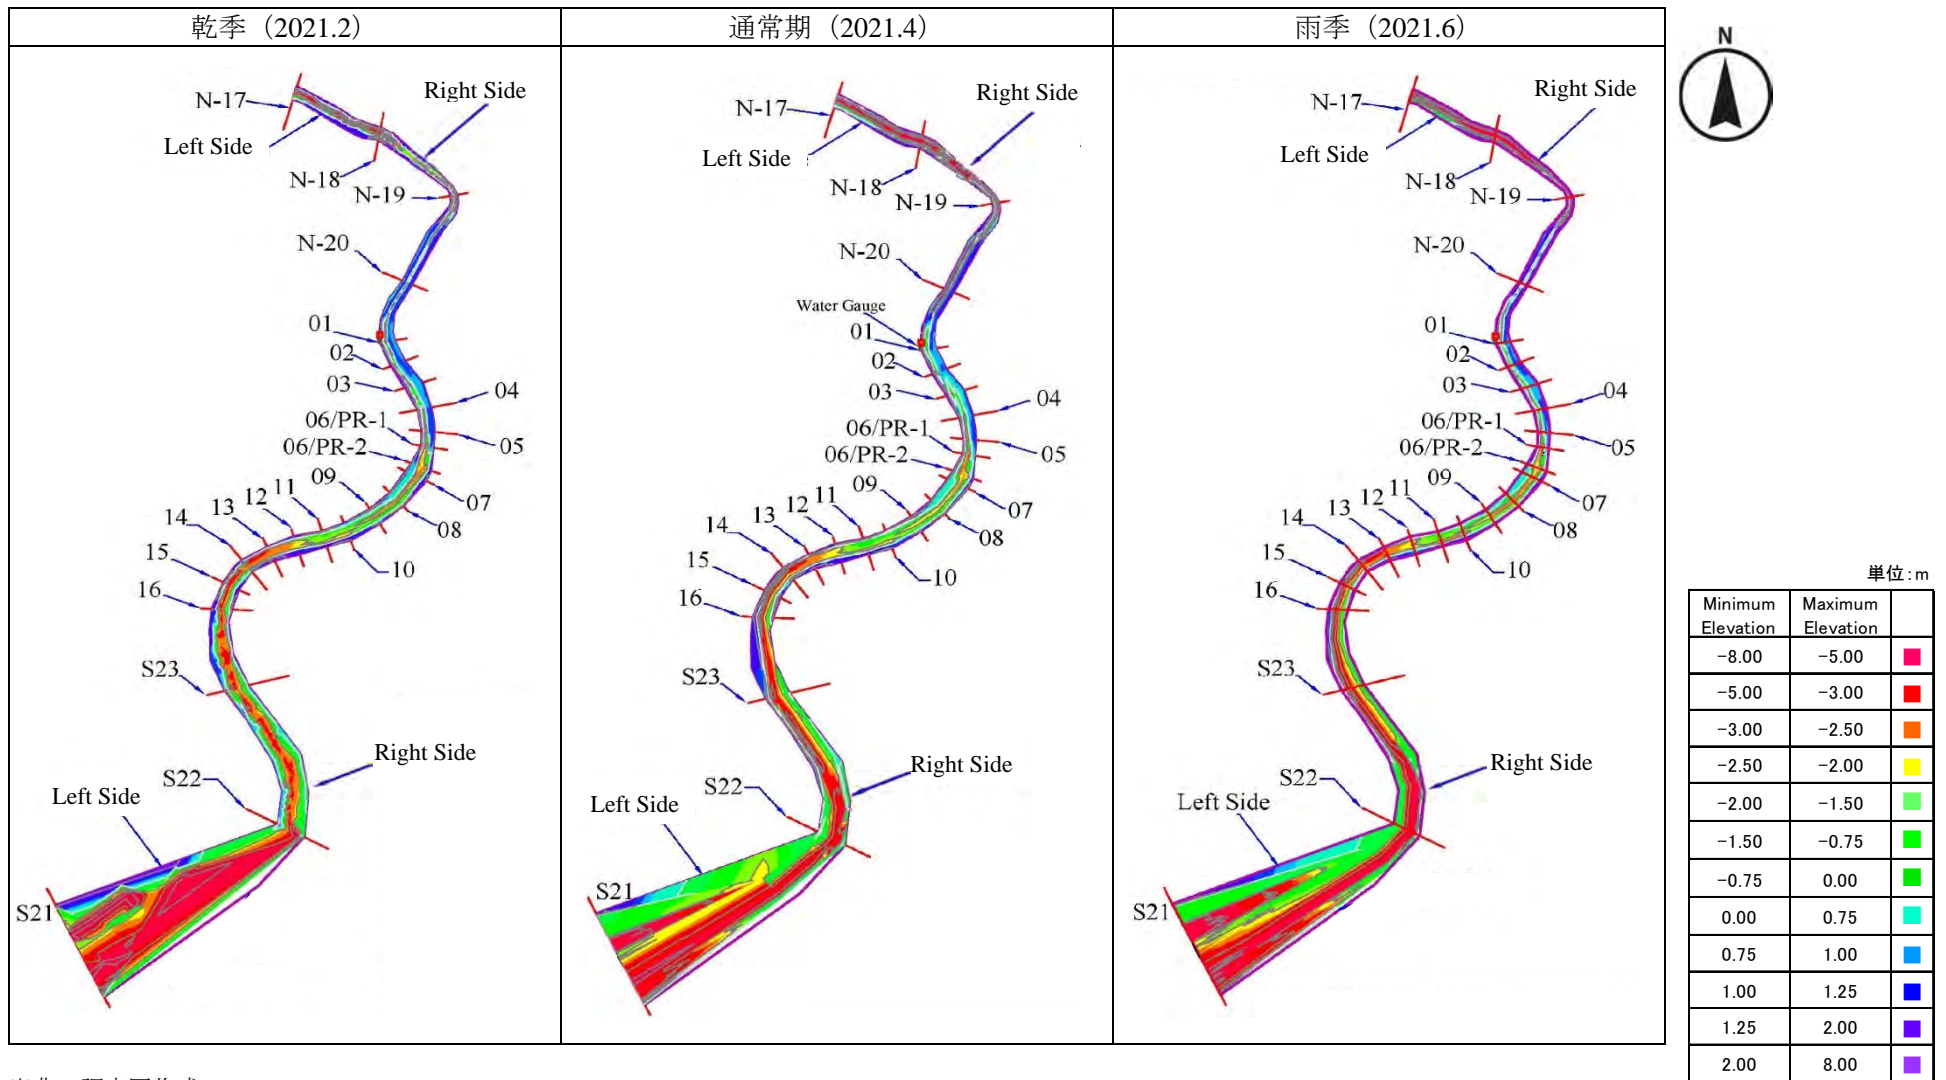 乾季（2021.2）
通常期（2021.4）
雨季（2021.6）
N-17
Right Side
Left Side
N-18
N-19
N-20
01
02
03
04
06/PR-1
05
06/PR-2
09
11
12
13
14
07
08
15
10
16
S23
Right Side
S22
Left Side
S21
N-17
Right Side
Left Side
N-18
N-19
N-20
Water Gauge
01
02
03
04
06/PR-1
05
06/PR-2
09
11
12
13
14
07
08
15
10
16
S23
Right Side
S22
Left Side
S21
N-17
Right Side
Left Side
N-18
N-19
N-20
01
02
03
04
06/PR-1
05
06/PR-2
09
11
12
13
14
07
08
15
10
16
S23
Right Side
S22
Left Side
S21
N
単位:m
Minimum Elevation Maximum Elevation
-8.00 -5.00
-5.00 -3.00
-3.00 -2.50
-2.50 -2.00
-2.00 -1.50
-1.50 -0.75
-0.75 0.00
0.00 0.75
0.75 1.00
1.00 1.25
1.25 2.00
2.00 8.00